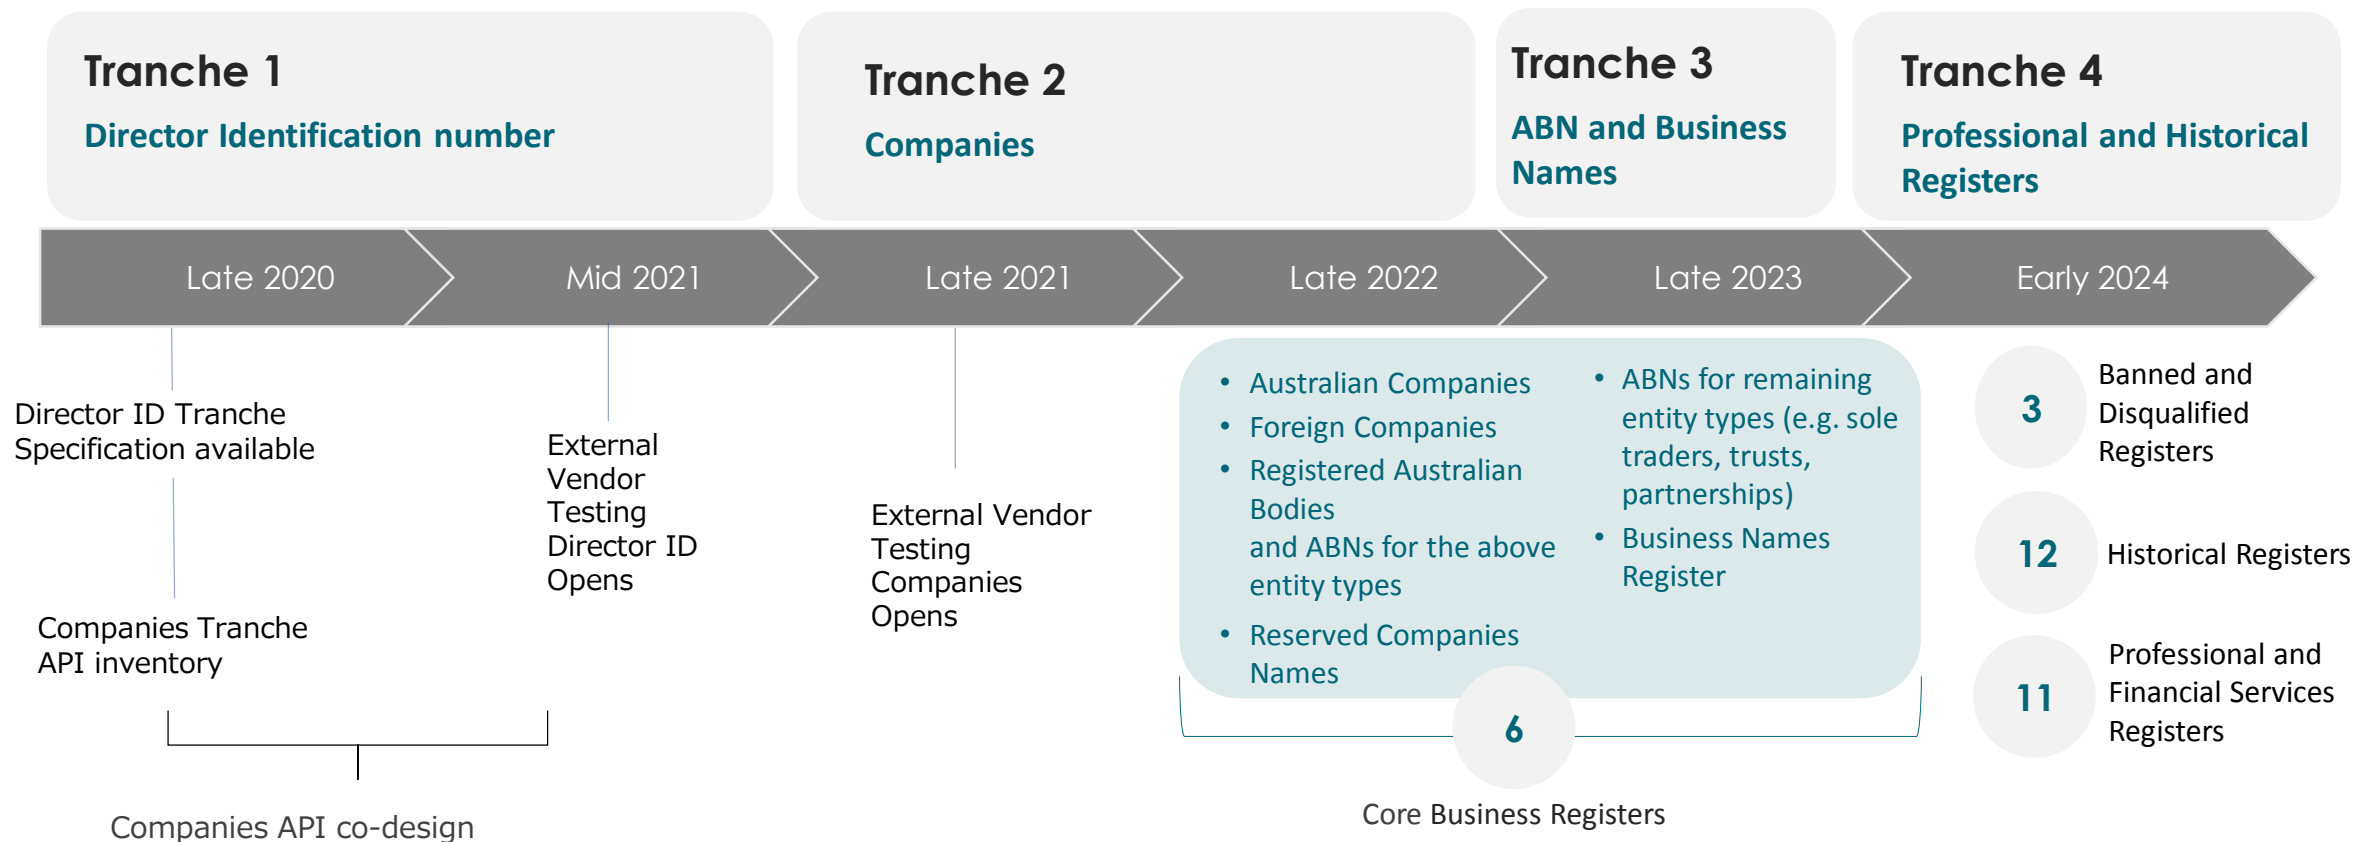 Tranche 1
Director Identification number
Tranche 2
Companies
Tranche 3
ABN and Business
Names
Tranche 4
Professional and Historical
Registers
Late 2020
Mid 2021
Late 2021
Late 2022
Late 2023
Early 2024
Director ID Tranche
Specification available
Companies Tranche
API inventory
Companies API co-design
External
Vendor
Testing
Director ID
Opens
External Vendor
Testing
Companies
Opens
• Australian Companies
• Foreign Companies
• Registered Australian
Bodies
and ABNs for the above
entity types
• Reserved Companies
Names
• ABNs for remaining
entity types (e.g. sole
traders, trusts,
partnerships)
• Business Names
Register
6
Core Business Registers
3
Banned and
Disqualified
Registers
12
Historical Registers
11
Professional and
Financial Services
Registers